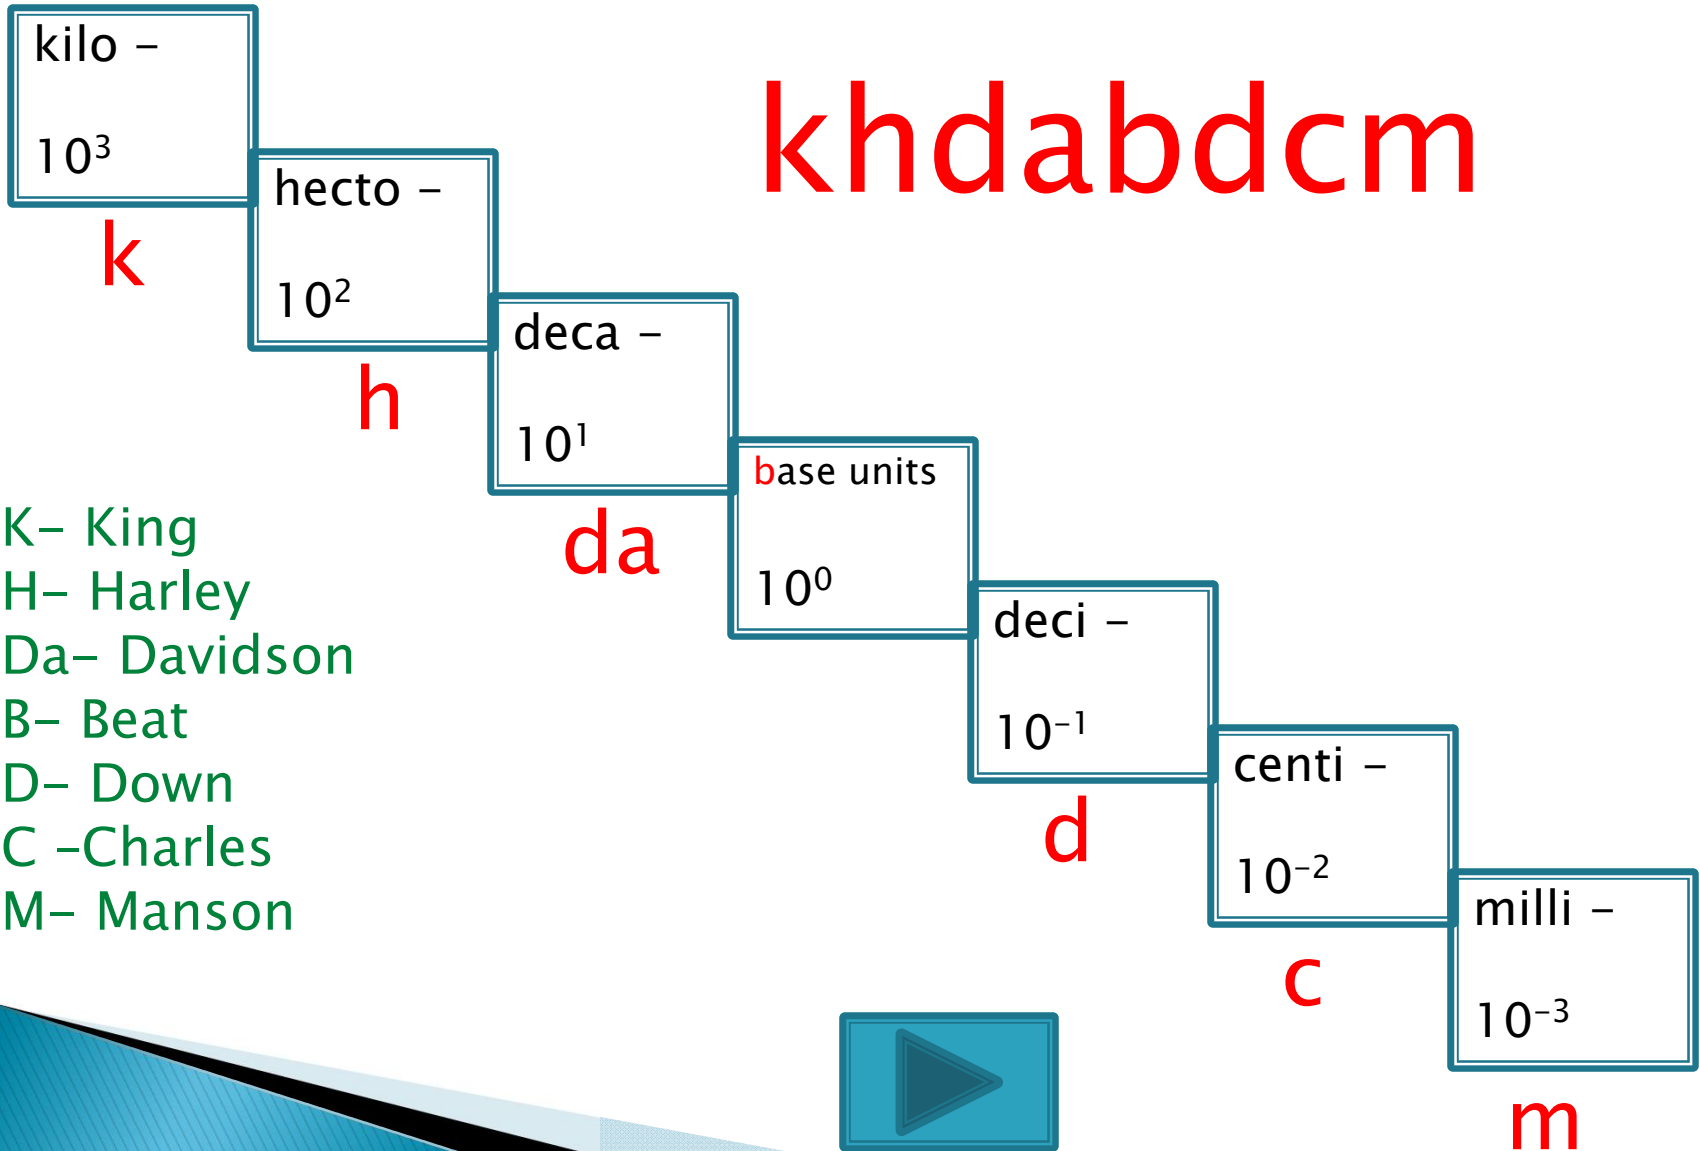 kilo –
10³
k
khdabdcm
hecto –
10²
h
deca –
10¹
da
base units
10⁰
deci –
10⁻¹
d
centi –
10⁻²
c
milli –
10⁻³
m
K– King
H– Harley
Da– Davidson
B– Beat
D– Down
C –Charles
M– Manson